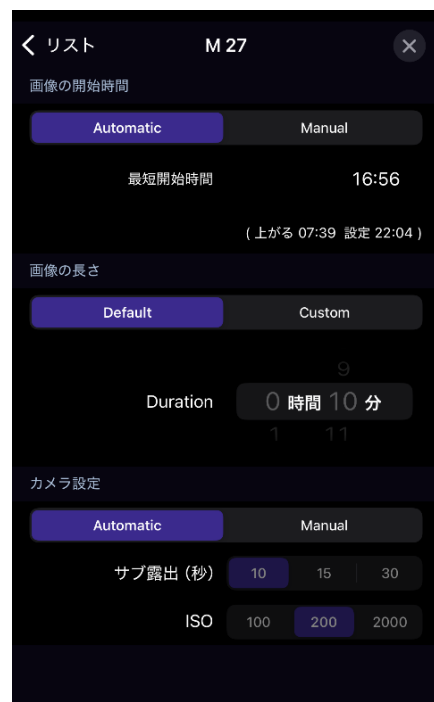 リスト M 27
画像の開始時間
Automatic Manual
最短開始時間 16:56
( 上がる 07:39 設定 22:04 )
画像の長さ
Default Custom
9
Duration 0 時間 10 分
1 11
カメラ設定
Automatic Manual
サブ露出 (秒) 10 15 30
ISO 100 200 2000